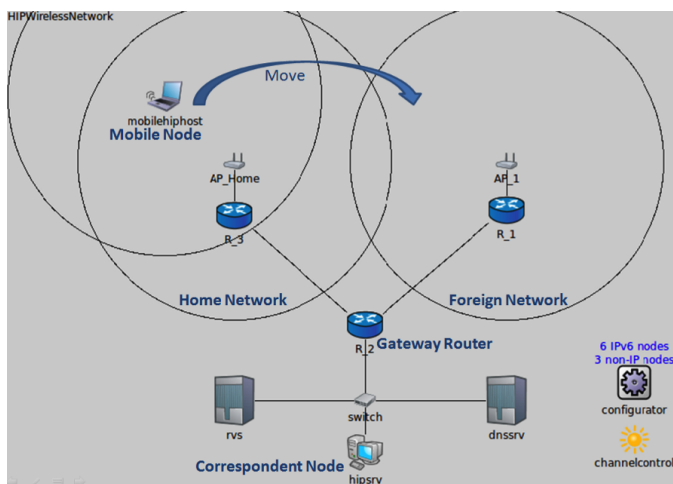 HIPWirelessNetwork
Move
mobilehiphost
Mobile Node
AP_Home
AP_1
R_3
R_1
Home Network
Foreign Network
R_2
Gateway Router
6 IPv6 nodes
3 non-IP nodes
configurator
rvs
switch
dnssrv
Correspondent Node
hipsrv
channelcontrol